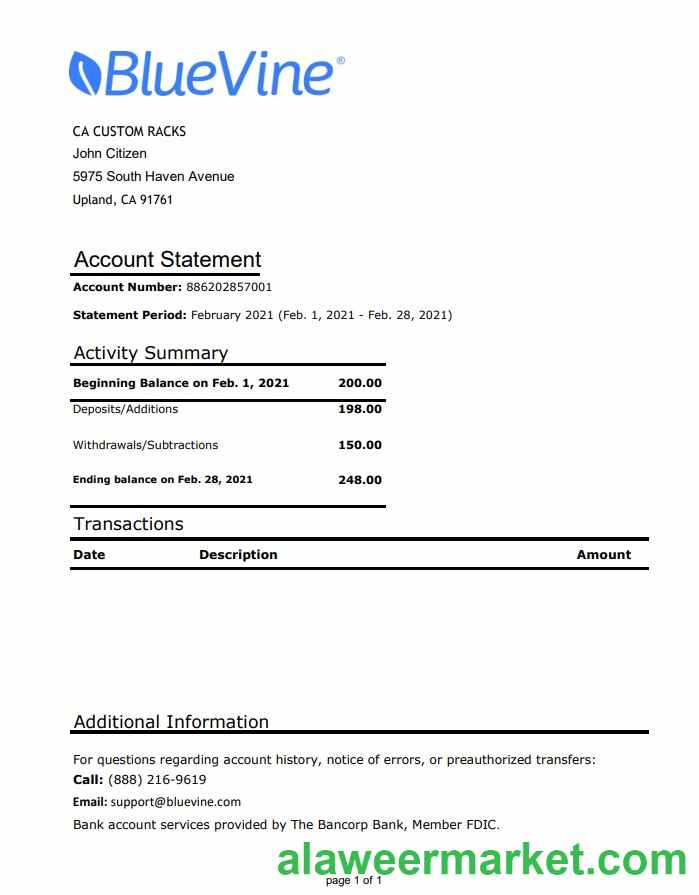 BlueVine®
CA CUSTOM RACKS
John Citizen
5975 South Haven Avenue
Upland, CA 91761
Account Statement
Account Number: 886202857001
Statement Period: February 2021 (Feb. 1, 2021 - Feb. 28, 2021)
Activity Summary
Beginning Balance on Feb. 1, 2021 200.00
Deposits/Additions 198.00
Withdrawals/Subtractions 150.00
Ending balance on Feb. 28, 2021 248.00
Transactions
Date Description Amount
Additional Information
For questions regarding account history, notice of errors, or preauthorized transfers:
Call: (888) 216-9619
Email: support@bluevine.com
Bank account services provided by The Bancorp Bank, Member FDIC.
alaweermarket.com
page 1 of 1